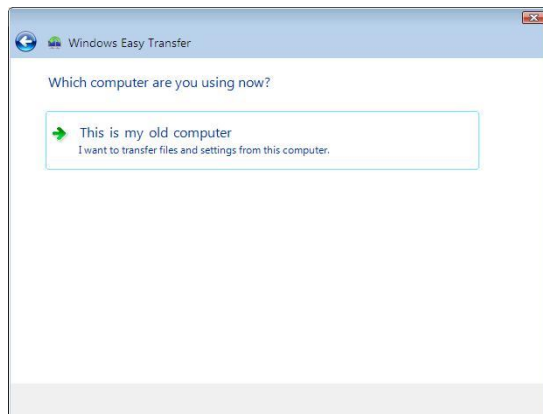 Windows Easy Transfer
Which computer are you using now?
This is my old computer
I want to transfer files and settings from this computer.